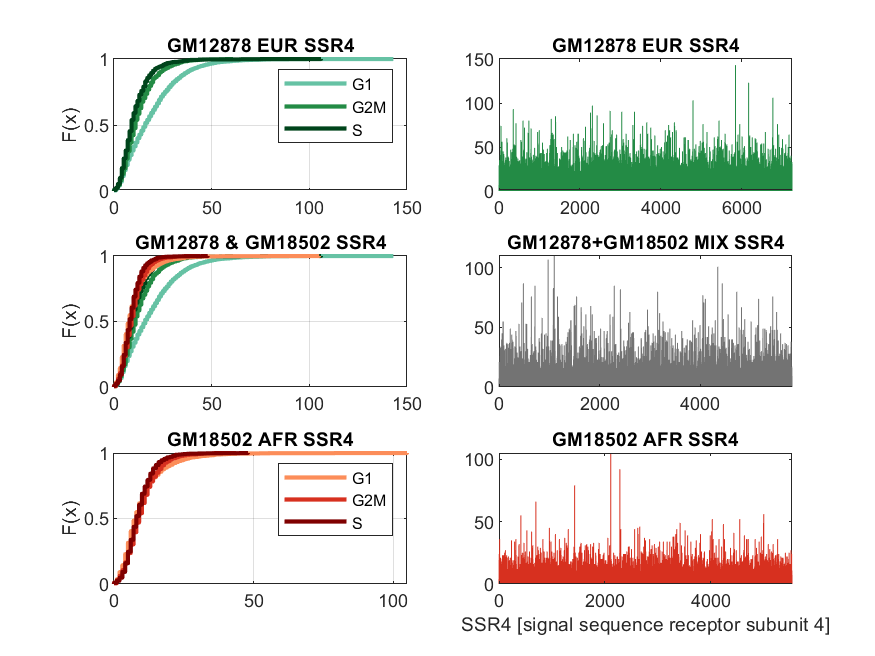 GM12878 EUR SSR4
1
0.5
0
F(x)
0 50 100 150
G1
G2M
S
GM12878 EUR SSR4
150
100
50
0
0 2000 4000 6000
GM12878 & GM18502 SSR4
1
0.5
0
F(x)
0 50 100 150
GM12878+GM18502 MIX SSR4
100
50
0
0 2000 4000
GM18502 AFR SSR4
1
0.5
0
F(x)
0 50 100
G1
G2M
S
GM18502 AFR SSR4
100
50
0
0 2000 4000
SSR4 [signal sequence receptor subunit 4]